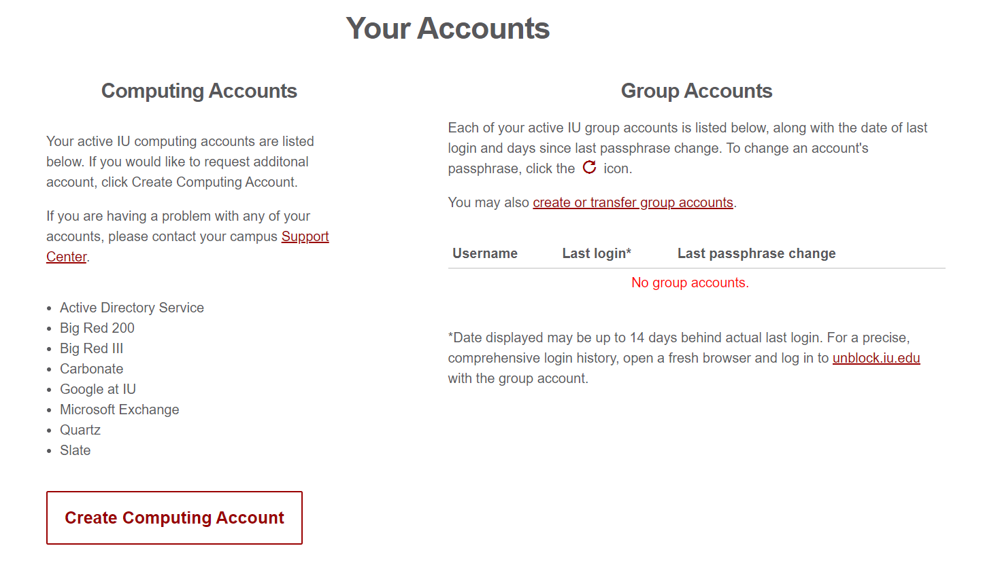 Your Accounts
Computing Accounts
Your active IU computing accounts are listed
below. If you would like to request additonal
account, click Create Computing Account.
If you are having a problem with any of your
accounts, please contact your campus Support
Center.
• Active Directory Service
• Big Red 200
• Big Red III
• Carbonate
• Google at IU
• Microsoft Exchange
• Quartz
• Slate
Create Computing Account
Group Accounts
Each of your active IU group accounts is listed below, along with the date of last
login and days since last passphrase change. To change an account's
passphrase, click the icon.
You may also create or transfer group accounts.
Username Last login* Last passphrase change
No group accounts.
*Date displayed may be up to 14 days behind actual last login. For a precise,
comprehensive login history, open a fresh browser and log in to unblock.iu.edu
with the group account.